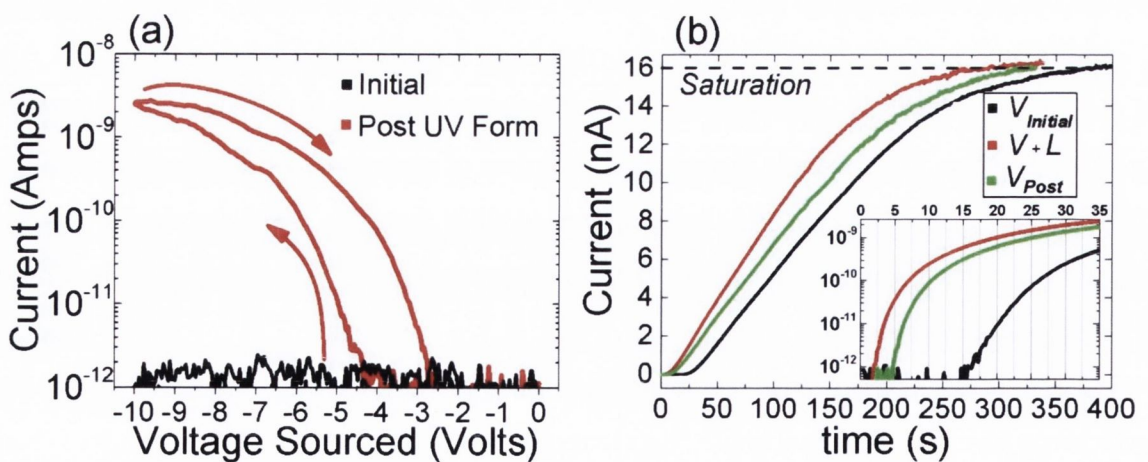 (a)
10-8
10-9
10-10
10-11
10-12
Current (Amps)
Initial
Post UV Form
-10 -9 -8 -7 -6 -5 -4 -3 -2 -1 0
Voltage Sourced (Volts)
(b)
16
14
12
10
8
6
4
2
0
Current (nA)
Saturation
VInitial
V + L
VPost
0 5 10 15 20 25 30 35
10-9
10-10
10-11
10-12
0 50 100 150 200 250 300 350 400
time (s)